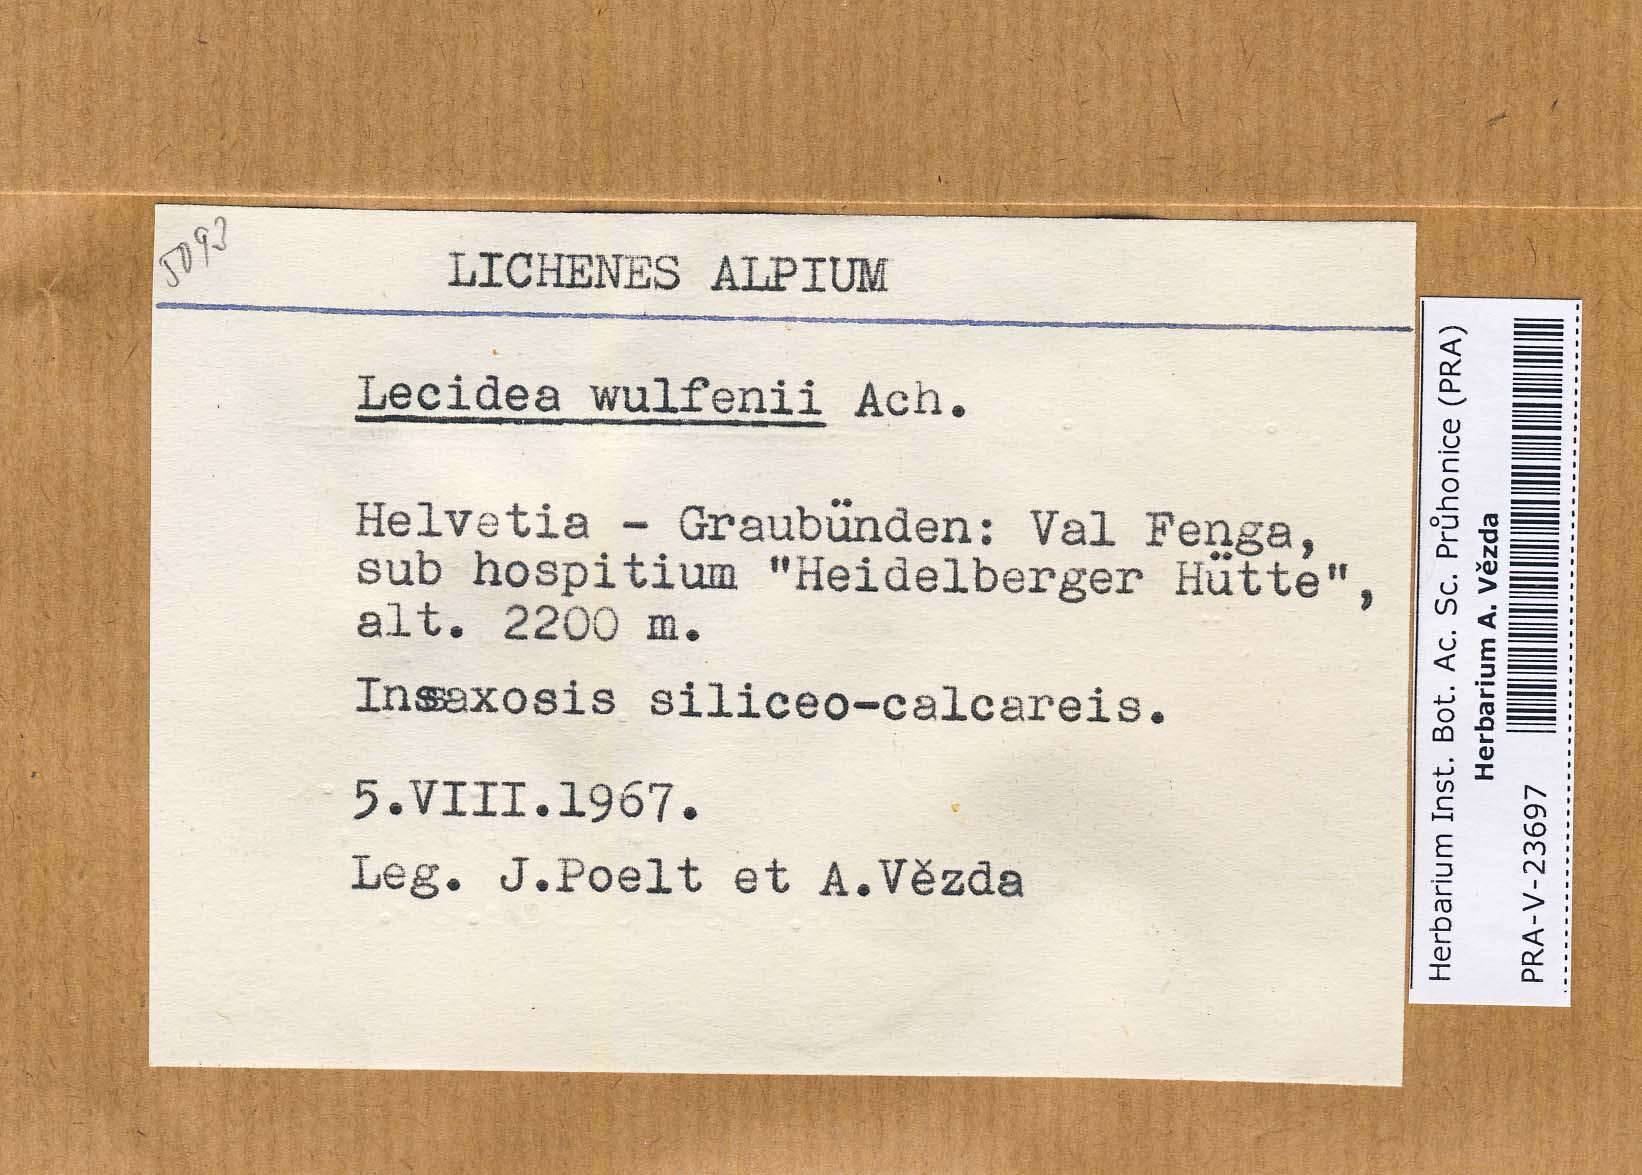 5093
LICHENES ALPIUM
Lecidea wulfenii Ach.
Helvetia - Graubünden: Val Fenga,
sub hospitium "Heidelberger Hütte",
alt. 2200 m.
Inssaxosis siliceo-calcareis.
5.VIII.1967.
Leg. J.Poelt et A.Vězda
Herbarium Inst. Bot. Ac. Sc. Průhonice (PRA)
Herbarium A. Vězda
PRA-V-23697